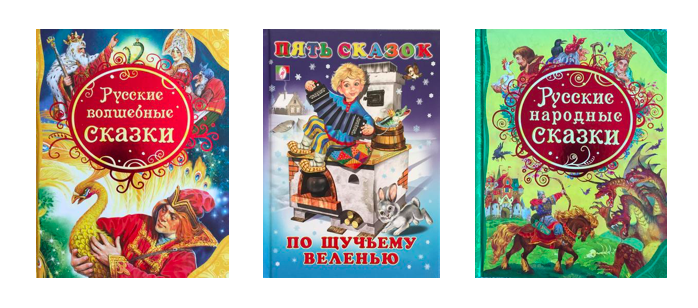 Русские
волшебные
сказки
ПЯТЬ СКАЗОК
ПО ЩУЧЬЕМУ
ВЕЛЕНЬЮ
Русские
народные
сказки